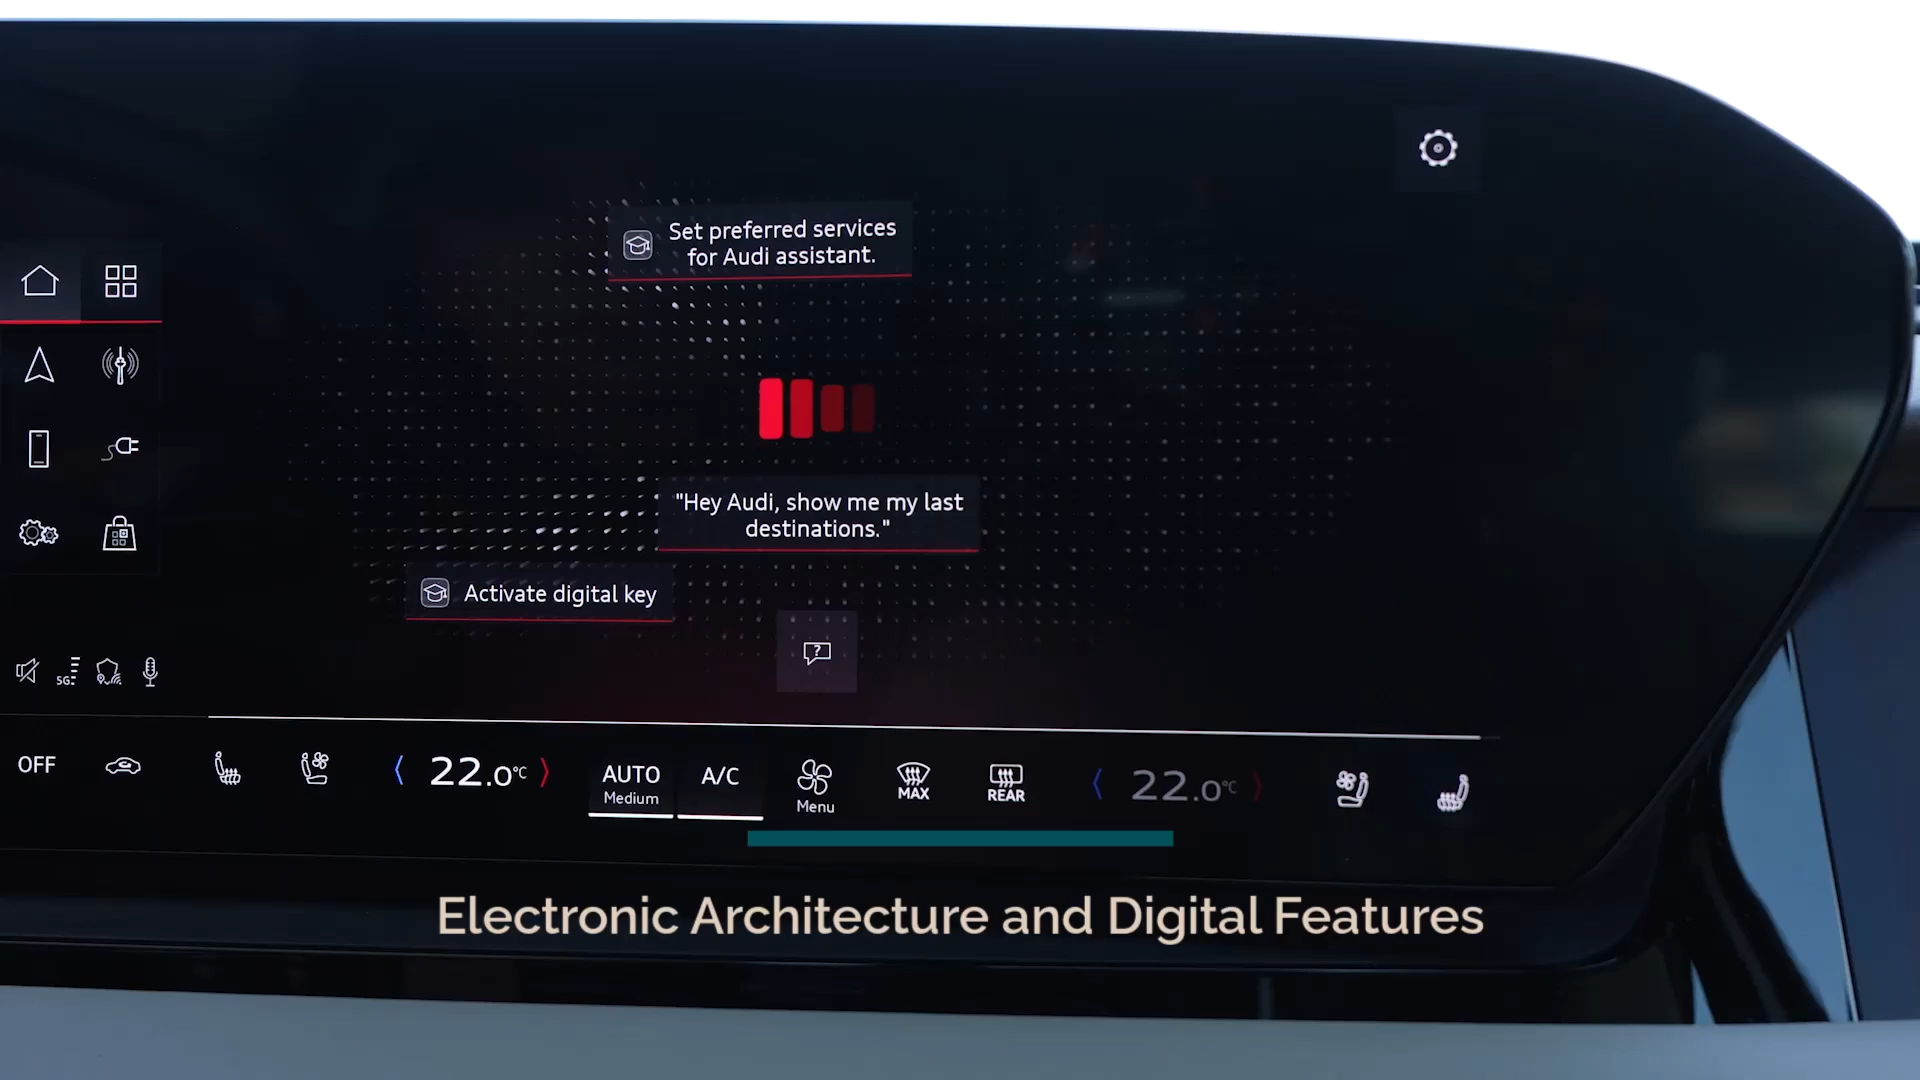 Set preferred services
for Audi assistant.
"Hey Audi, show me my last
destinations."
Activate digital key
?
5G
OFF
22.0°C
AUTO
Medium
A/C
Menu
MAX
REAR
22.0°C
Electronic Architecture and Digital Features